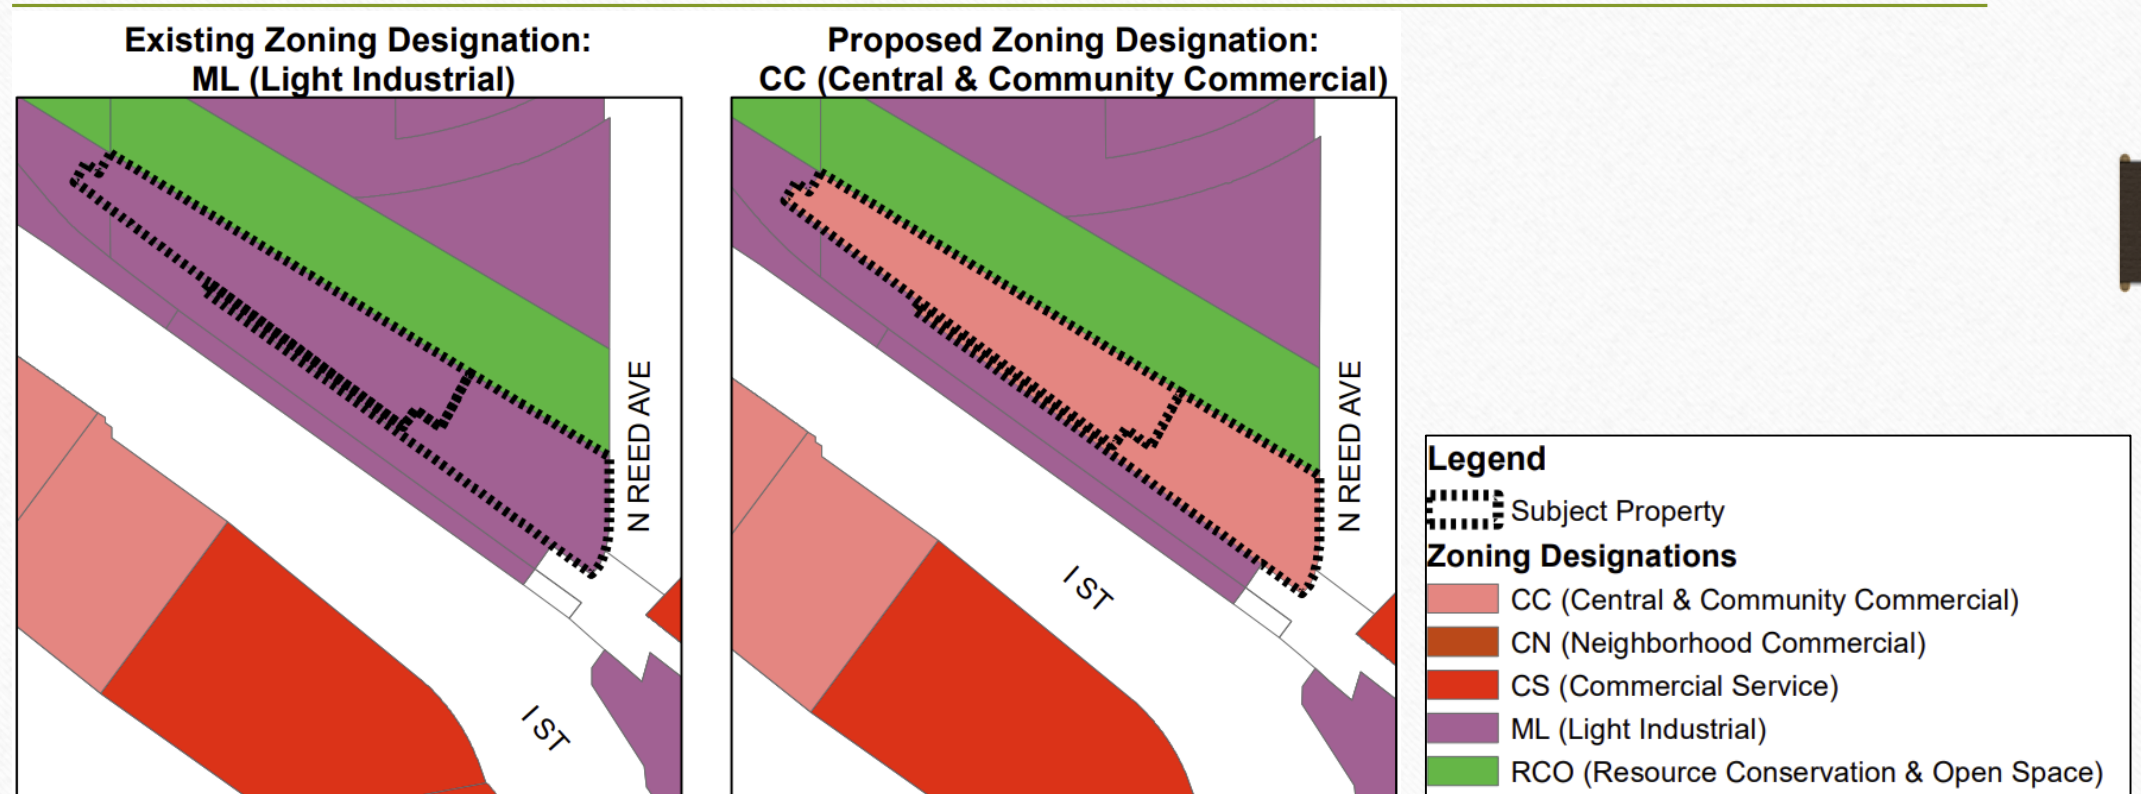 Existing Zoning Designation:
ML (Light Industrial)
N REED AVE
I ST
Proposed Zoning Designation:
CC (Central & Community Commercial)
N REED AVE
I ST
Legend
Subject Property
Zoning Designations
CC (Central & Community Commercial)
CN (Neighborhood Commercial)
CS (Commercial Service)
ML (Light Industrial)
RCO (Resource Conservation & Open Space)